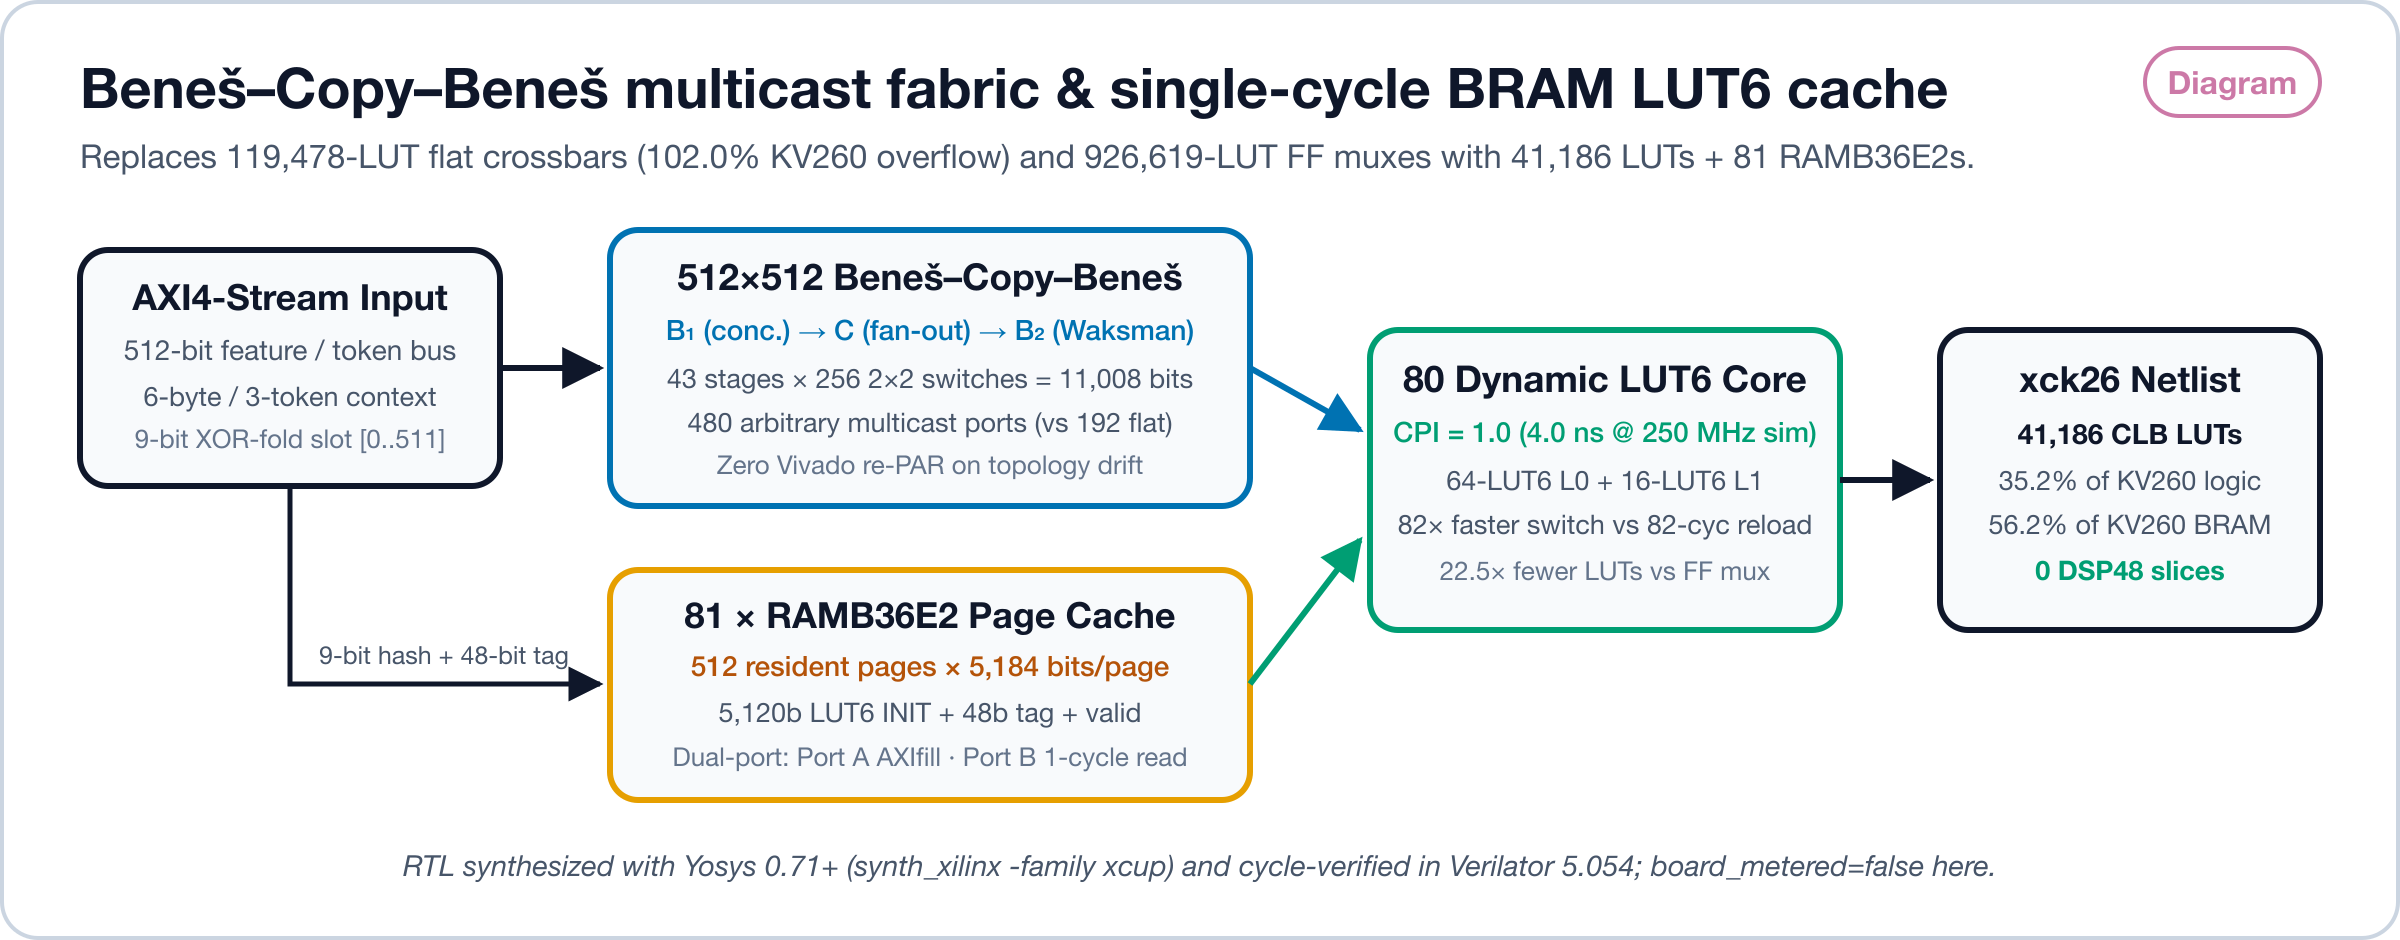 Beneš–Copy–Beneš multicast fabric & single-cycle BRAM LUT6 cache
Diagram
Replaces 119,478-LUT flat crossbars (102.0% KV260 overflow) and 926,619-LUT FF muxes with 41,186 LUTs + 81 RAMB36E2s.
AXI4-Stream Input
512-bit feature / token bus
6-byte / 3-token context
9-bit XOR-fold slot [0..511]
512×512 Beneš–Copy–Beneš
B₁ (conc.) → C (fan-out) → B₂ (Waksman)
43 stages × 256 2×2 switches = 11,008 bits
480 arbitrary multicast ports (vs 192 flat)
Zero Vivado re-PAR on topology drift
9-bit hash + 48-bit tag
81 × RAMB36E2 Page Cache
512 resident pages × 5,184 bits/page
5,120b LUT6 INIT + 48b tag + valid
Dual-port: Port A AXIfill · Port B 1-cycle read
80 Dynamic LUT6 Core
CPI = 1.0 (4.0 ns @ 250 MHz sim)
64-LUT6 L0 + 16-LUT6 L1
82× faster switch vs 82-cyc reload
22.5× fewer LUTs vs FF mux
xck26 Netlist
41,186 CLB LUTs
35.2% of KV260 logic
56.2% of KV260 BRAM
0 DSP48 slices
RTL synthesized with Yosys 0.71+ (synth_xilinx -family xcup) and cycle-verified in Verilator 5.054; board_metered=false here.